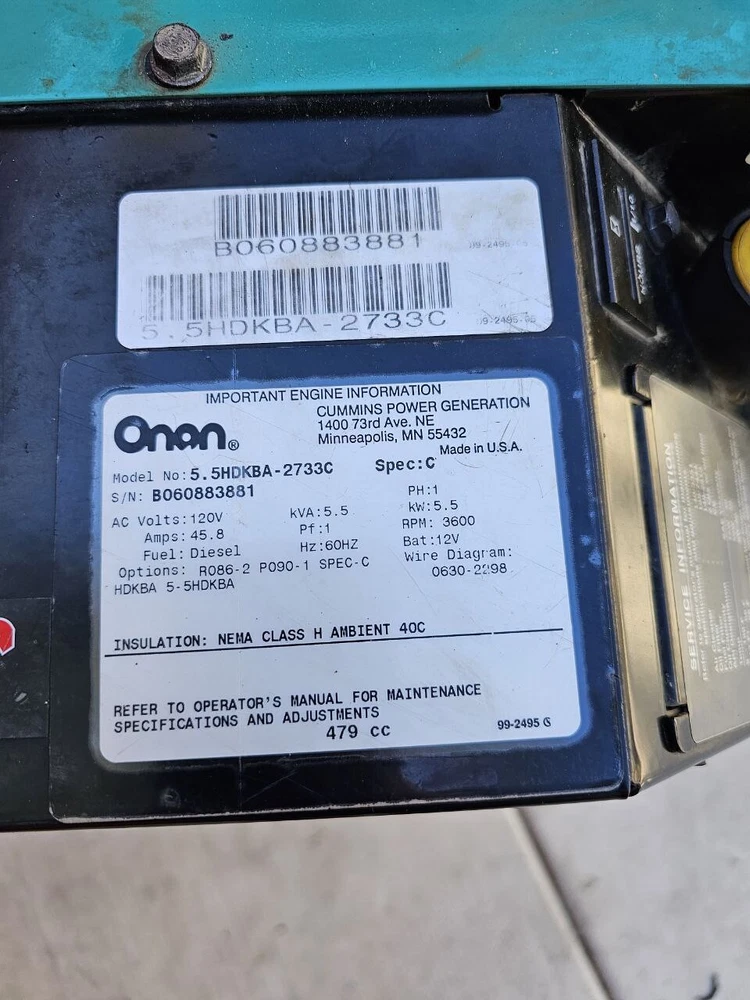 B060883881
5.5HDKBA-2733C
IMPORTANT ENGINE INFORMATION
Onan®
CUMMINS POWER GENERATION
1400 73rd Ave. NE
Minneapolis, MN 55432
Made in U.S.A.
Model No: 5.5HDKBA-2733C Spec: C
S/N: B060883881
PH:1
AC Volts: 120V kVA: 5.5 kW: 5.5
Amps: 45.8 Pf: 1 RPM: 3600
Fuel: Diesel Hz: 60HZ Bat: 12V
Options: R086-2 P090-1 SPEC-C Wire Diagram:
HDKBA 5-5HDKBA 0630-2298
INSULATION: NEMA CLASS H AMBIENT 40C
REFER TO OPERATOR'S MANUAL FOR MAINTENANCE
SPECIFICATIONS AND ADJUSTMENTS
479 CC
99-2495 G
SERVICE INFORMATION